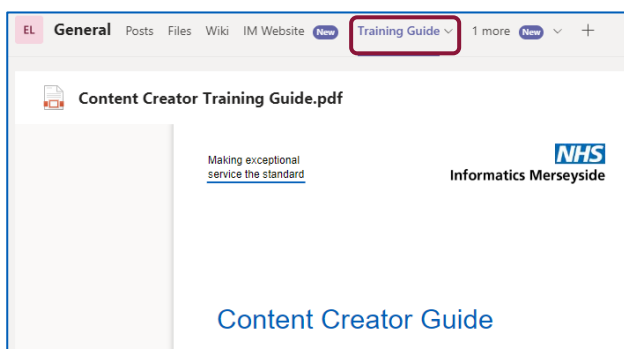 EL General Posts Files Wiki IM Website New Training Guide 1 more New
Content Creator Training Guide.pdf
Making exceptional
service the standard
NHS
Informatics Merseyside
Content Creator Guide